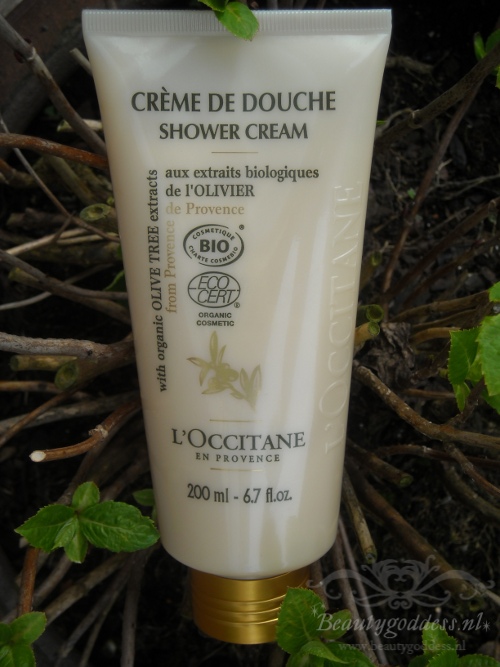 CRÈME DE DOUCHE
SHOWER CREAM
aux extraits biologiques
de l'OLIVIER
de Provence
with organic OLIVE TREE extracts
from Provence
COSMETIQUE
BIO
CHARTE COSMEBIO
®
ECO
CERT
®
ORGANIC
COSMETIC
L'OCCITANE
EN PROVENCE
200 ml - 6.7 fl.oz.
L'OCCITANE
Beautygoddess.nl
www.beautygoddess.nl